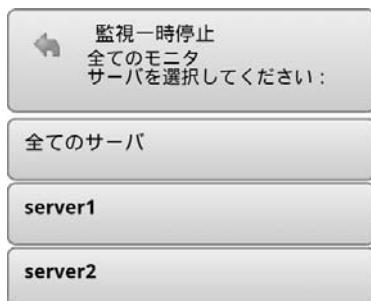 監視一時停止
全てのモニタ
サーバを選択してください：
全てのサーバ
server1
server2